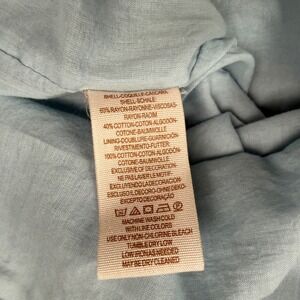 SHELL-COQUILLE-CASCARA
SHELL-SCHALE
60% RAYON-RAYONNE-VISCOSAS-
RAYON-RADIM
40% COTTON-COTON-ALGODON-
COTONE-BAUMWOLLE
LINING-DOUBLURE-GUARNICION
RIVESTIMENTO-FUTTER
100% COTTON-COTON-ALGODON-
COTONE-BAUMWOLLE
EXCLUSIVE OF DECORATION
NE PAS LAVER LE MOTIF-
EXCLUYENDO LA DECORACION
ESCLUSO IL DECORO-OHNE DEKO-
EXCEPTO DECORAÇÃO
MACHINE WASH COLD
WITH LIKE COLORS
USE ONLY NON-CHLORINE BLEACH
TUMBLE DRY LOW
LOW IRON AS NEEDED
MAY BE DRY CLEANED